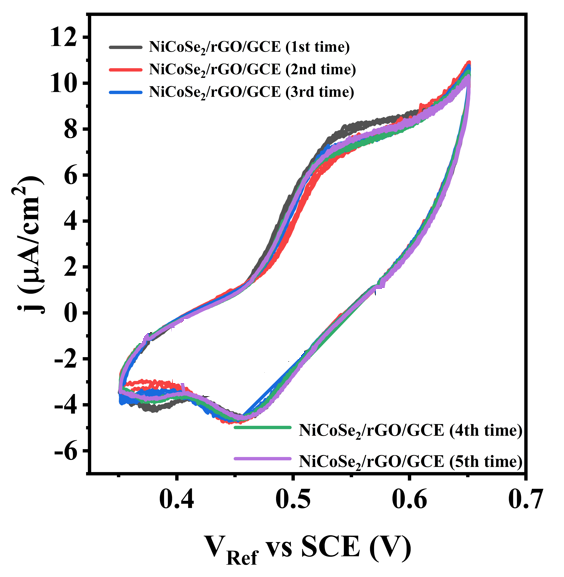 12
10
8
6
4
2
0
-2
-4
-6
j (μA/cm²)
NiCoSe₂/rGO/GCE (1st time)
NiCoSe₂/rGO/GCE (2nd time)
NiCoSe₂/rGO/GCE (3rd time)
NiCoSe₂/rGO/GCE (4th time)
NiCoSe₂/rGO/GCE (5th time)
0.4 0.5 0.6 0.7
V_Ref vs SCE (V)